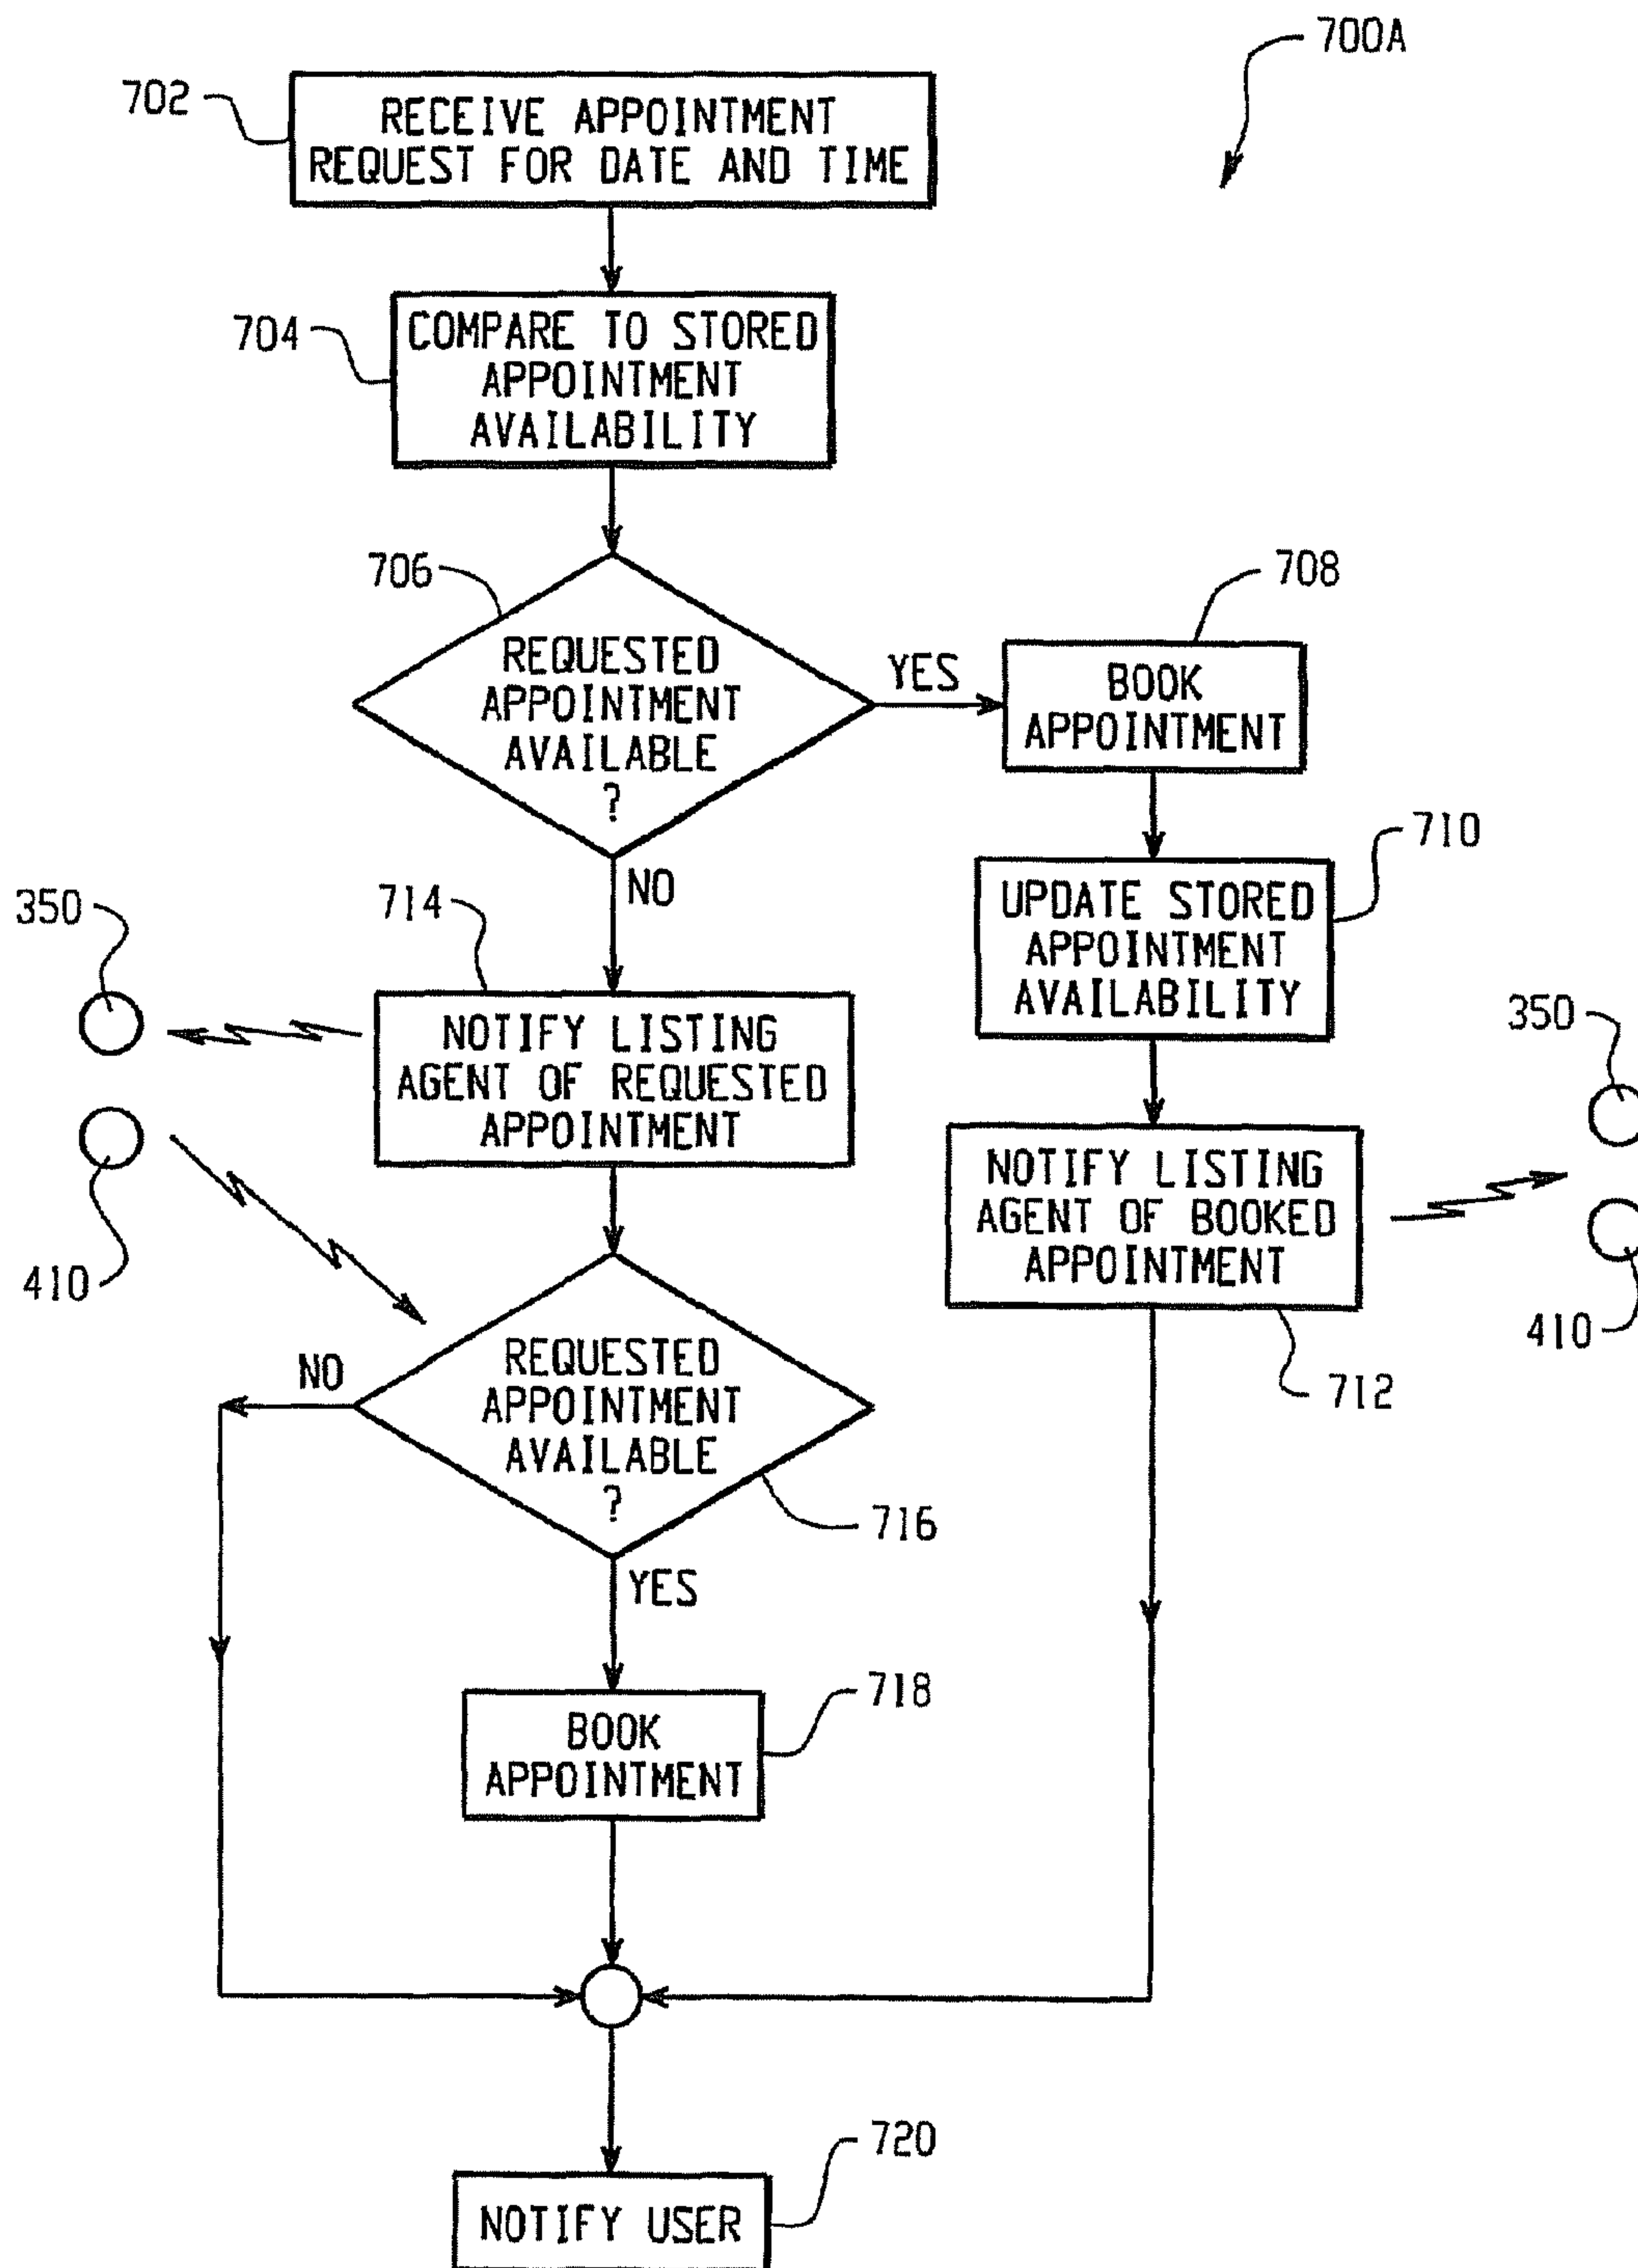 700A
702
RECEIVE APPOINTMENT
REQUEST FOR DATE AND TIME
704
COMPARE TO STORED
APPOINTMENT
AVAILABILITY
706
REQUESTED
APPOINTMENT
AVAILABLE
?
YES
708
BOOK
APPOINTMENT
710
UPDATE STORED
APPOINTMENT
AVAILABILITY
NO
714
350
NOTIFY LISTING
AGENT OF REQUESTED
APPOINTMENT
410
350
NOTIFY LISTING
AGENT OF BOOKED
APPOINTMENT
410
712
NO
REQUESTED
APPOINTMENT
AVAILABLE
?
716
YES
718
BOOK
APPOINTMENT
720
NOTIFY USER